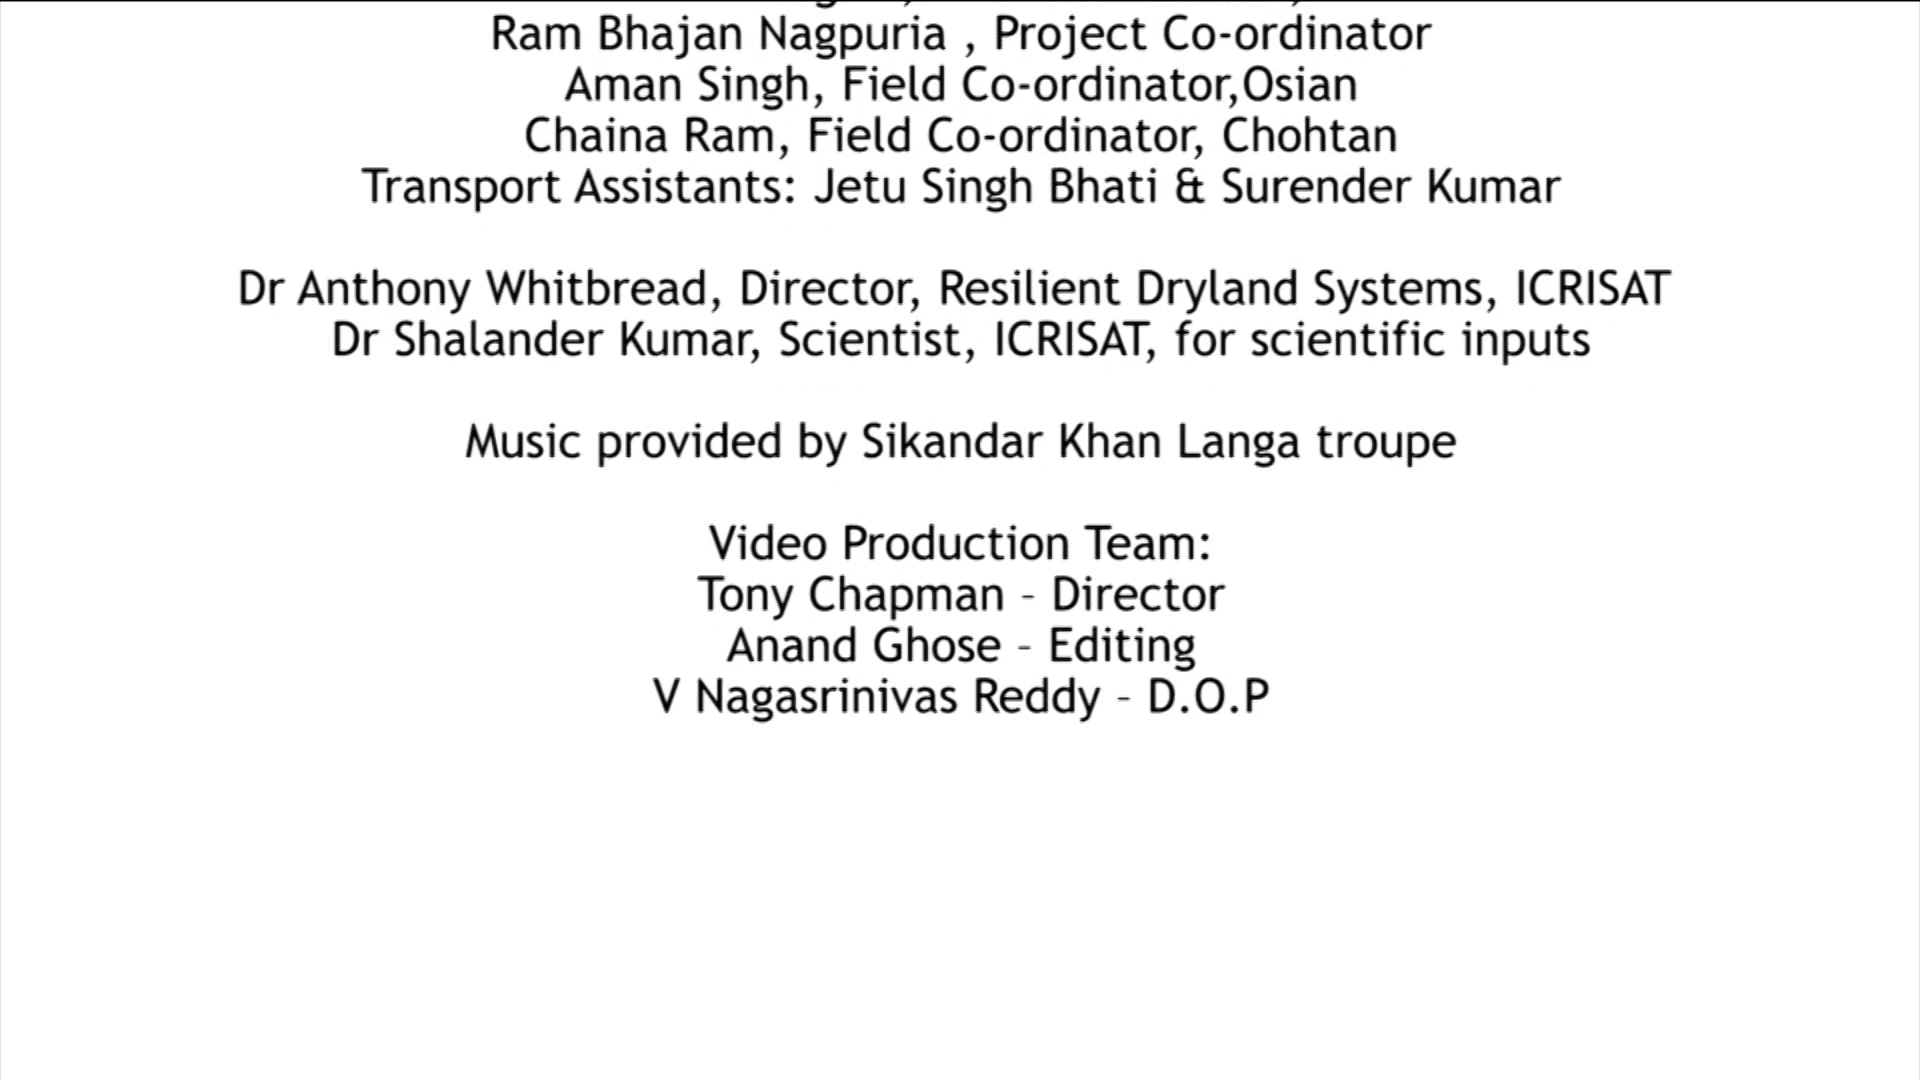 Ram Bhajan Nagpuria , Project Co-ordinator
Aman Singh, Field Co-ordinator,Osian
Chaina Ram, Field Co-ordinator, Chohtan
Transport Assistants: Jetu Singh Bhati & Surender Kumar
Dr Anthony Whitbread, Director, Resilient Dryland Systems, ICRISAT
Dr Shalander Kumar, Scientist, ICRISAT, for scientific inputs
Music provided by Sikandar Khan Langa troupe
Video Production Team:
Tony Chapman - Director
Anand Ghose - Editing
V Nagasrinivas Reddy - D.O.P